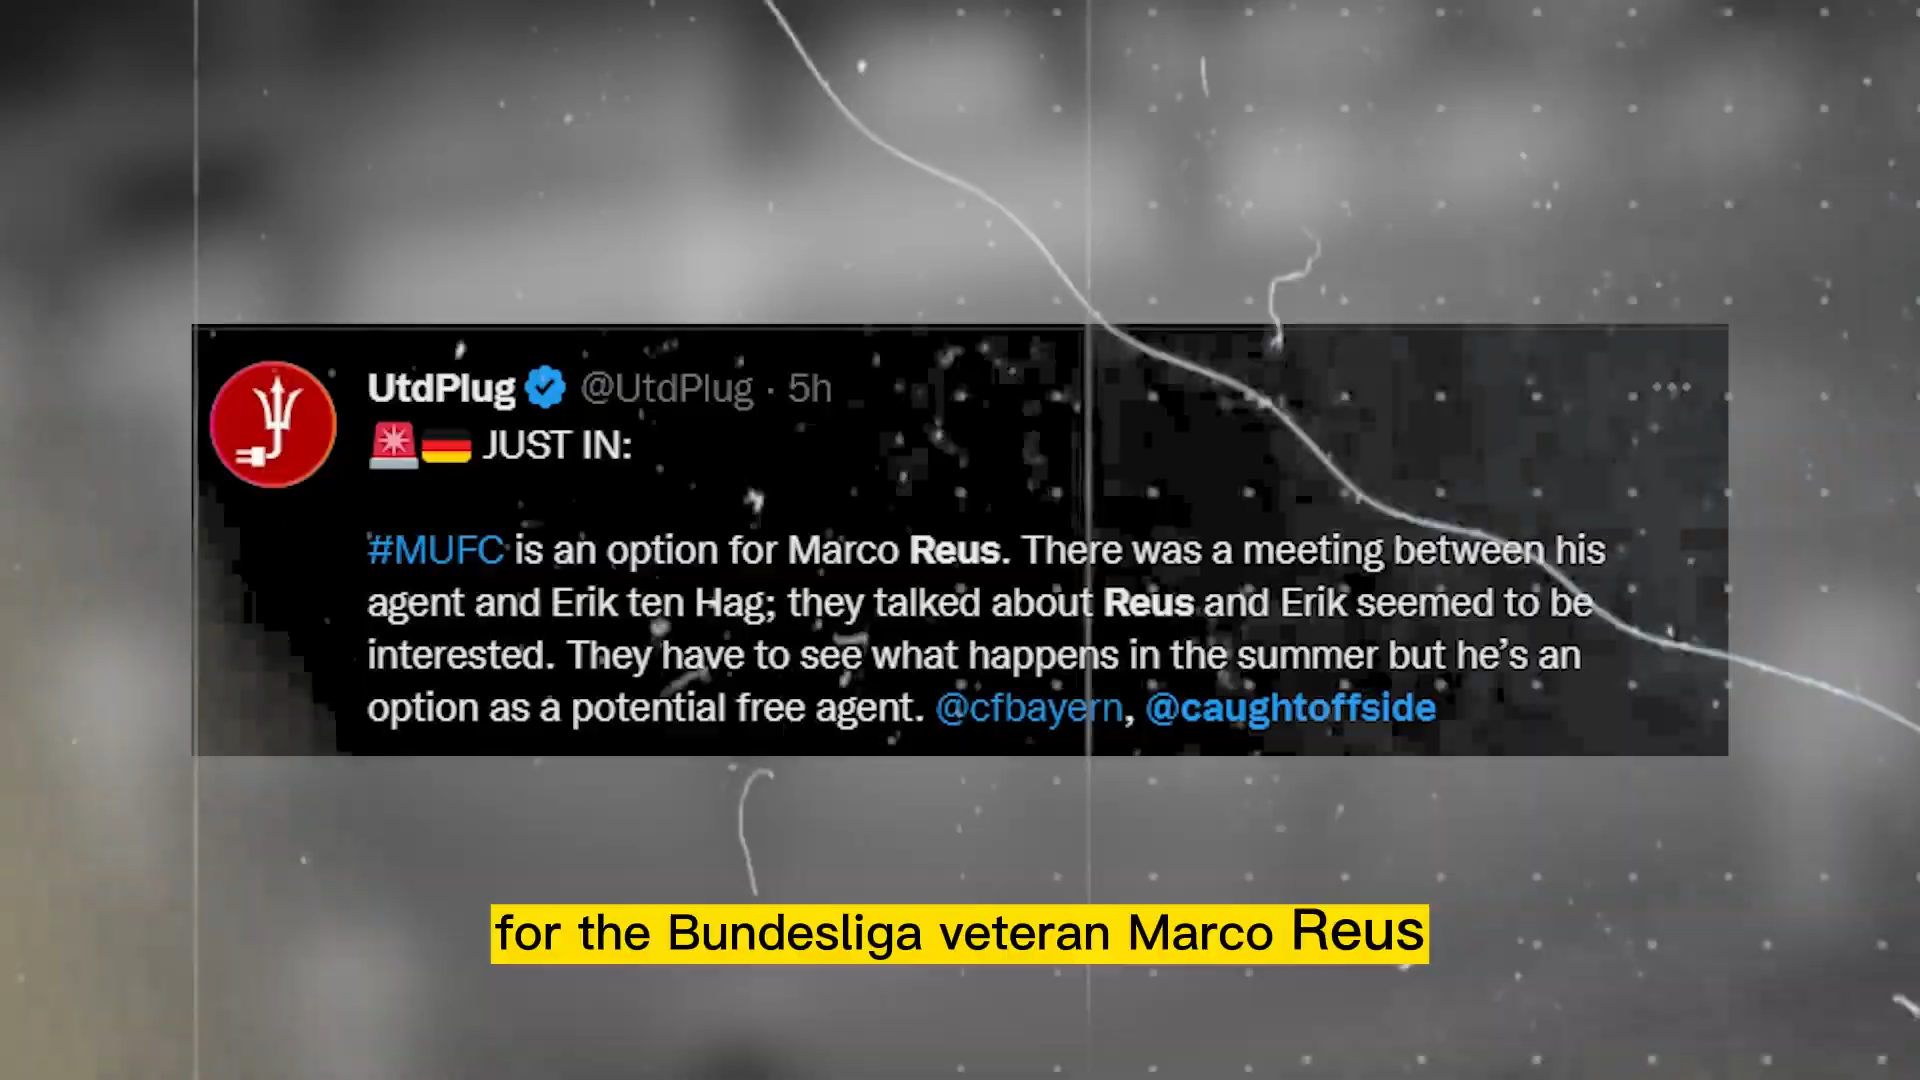 UtdPlug @UtdPlug · 5h
🚨🇩🇪 JUST IN:
#MUFC is an option for Marco Reus. There was a meeting between his
agent and Erik ten Hag; they talked about Reus and Erik seemed to be
interested. They have to see what happens in the summer but he’s an
option as a potential free agent. @cfbayern, @caughtoffside
for the Bundesliga veteran Marco Reus